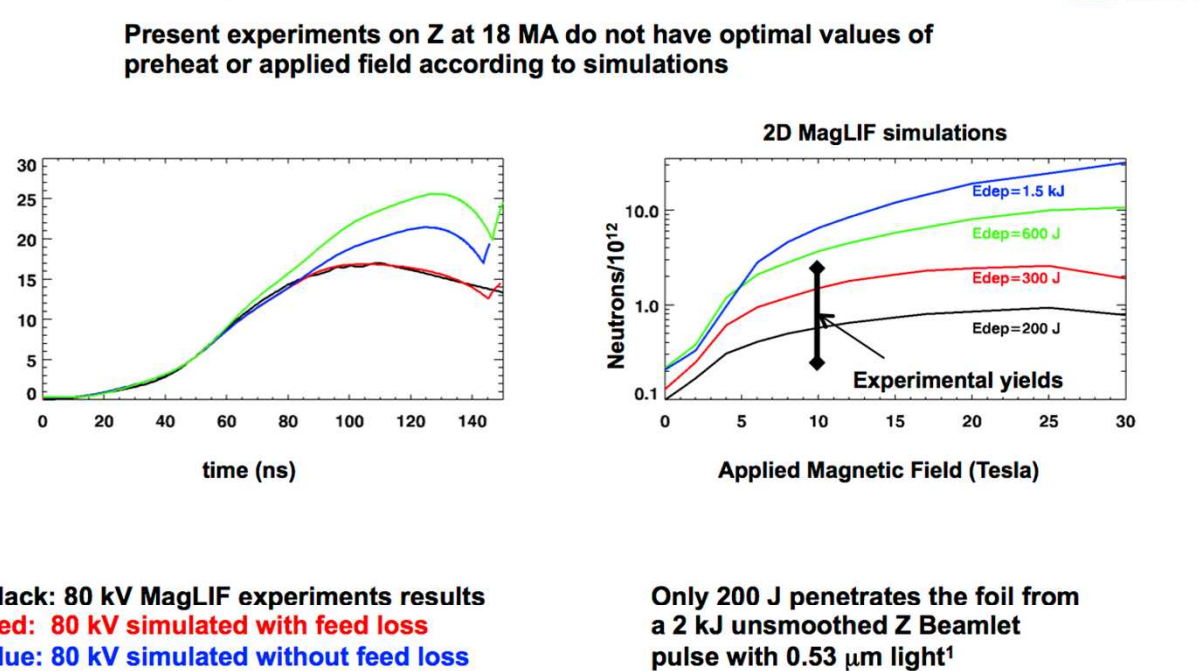 Present experiments on Z at 18 MA do not have optimal values of
preheat or applied field according to simulations
30
25
20
15
10
5
0
0 20 40 60 80 100 120 140
time (ns)
2D MagLIF simulations
Neutrons/10¹²
10.0
1.0
0.1
Edep=1.5 kJ
Edep=600 J
Edep=300 J
Edep=200 J
Experimental yields
0 5 10 15 20 25 30
Applied Magnetic Field (Tesla)
lack: 80 kV MagLIF experiments results
ed: 80 kV simulated with feed loss
lue: 80 kV simulated without feed loss
Only 200 J penetrates the foil from
a 2 kJ unsmoothed Z Beamlet
pulse with 0.53 μm light¹